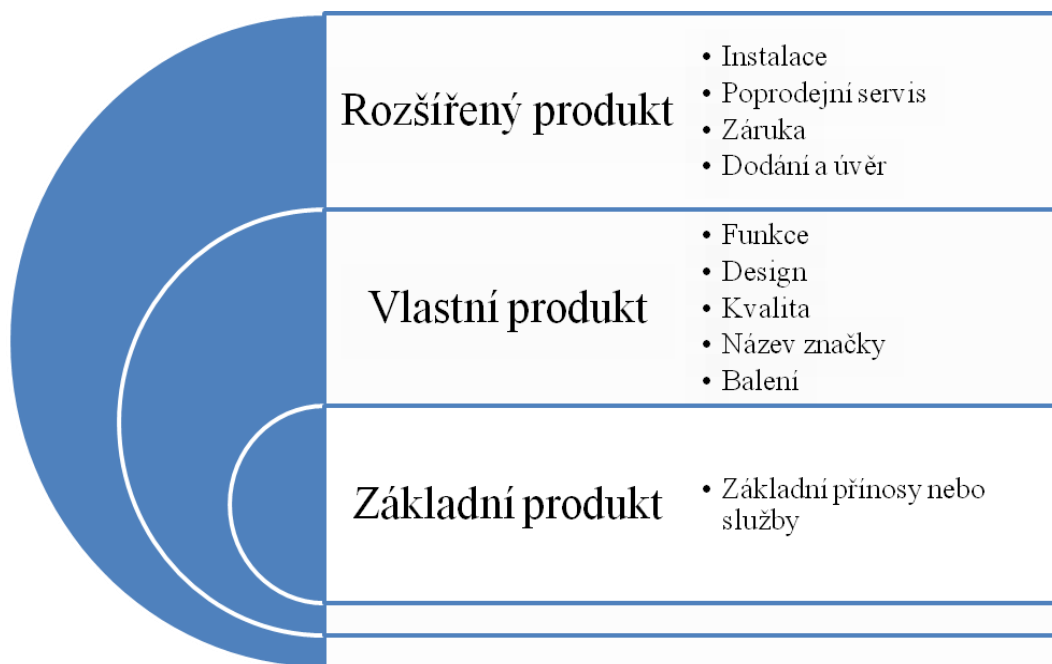 Rozšířený produkt
• Instalace
• Poprodejní servis
• Záruka
• Dodání a úvěr
Vlastní produkt
• Funkce
• Design
• Kvalita
• Název značky
• Balení
Základní produkt
• Základní přínosy nebo
služby